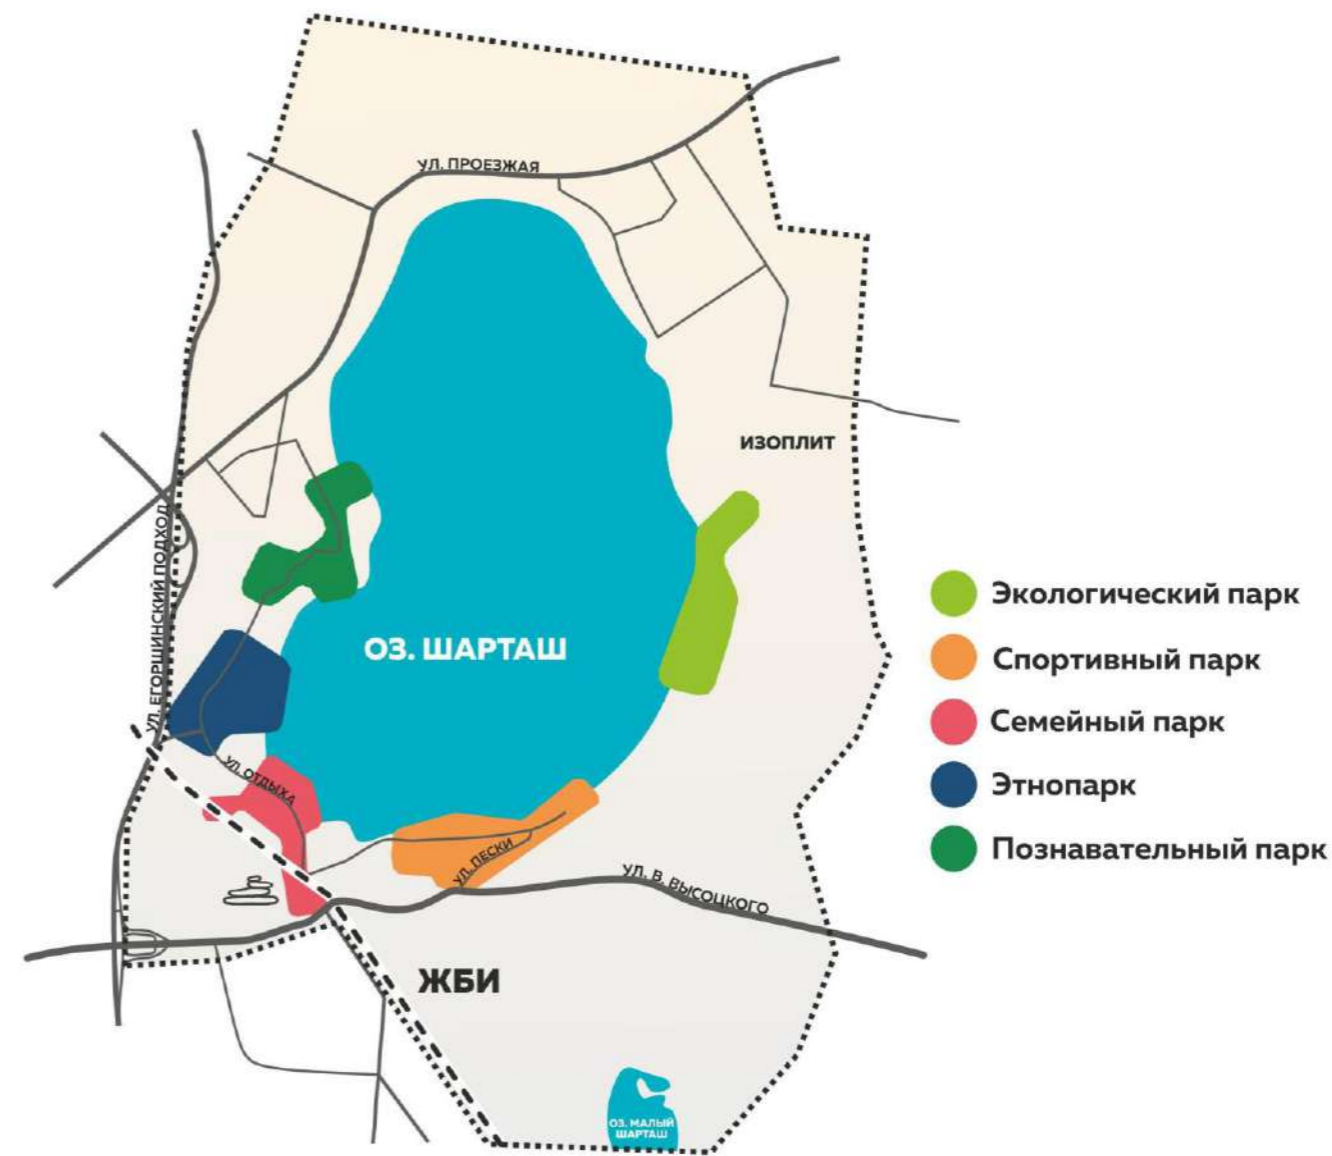 УЛ. ПРОЕЗЖАЯ
ИЗОПЛИТ
УЛ. ЕГОРШИНСКИЙ ПОДХОД
ОЗ. ШАРТАШ
УЛ. ОТДЫХА
УЛ. ПЕСКИ
УЛ. В. ВЫСОЦКОГО
ЖБИ
ОЗ. МАЛЫЙ
ШАРТАШ
Экологический парк
Спортивный парк
Семейный парк
Этнопарк
Познавательный парк